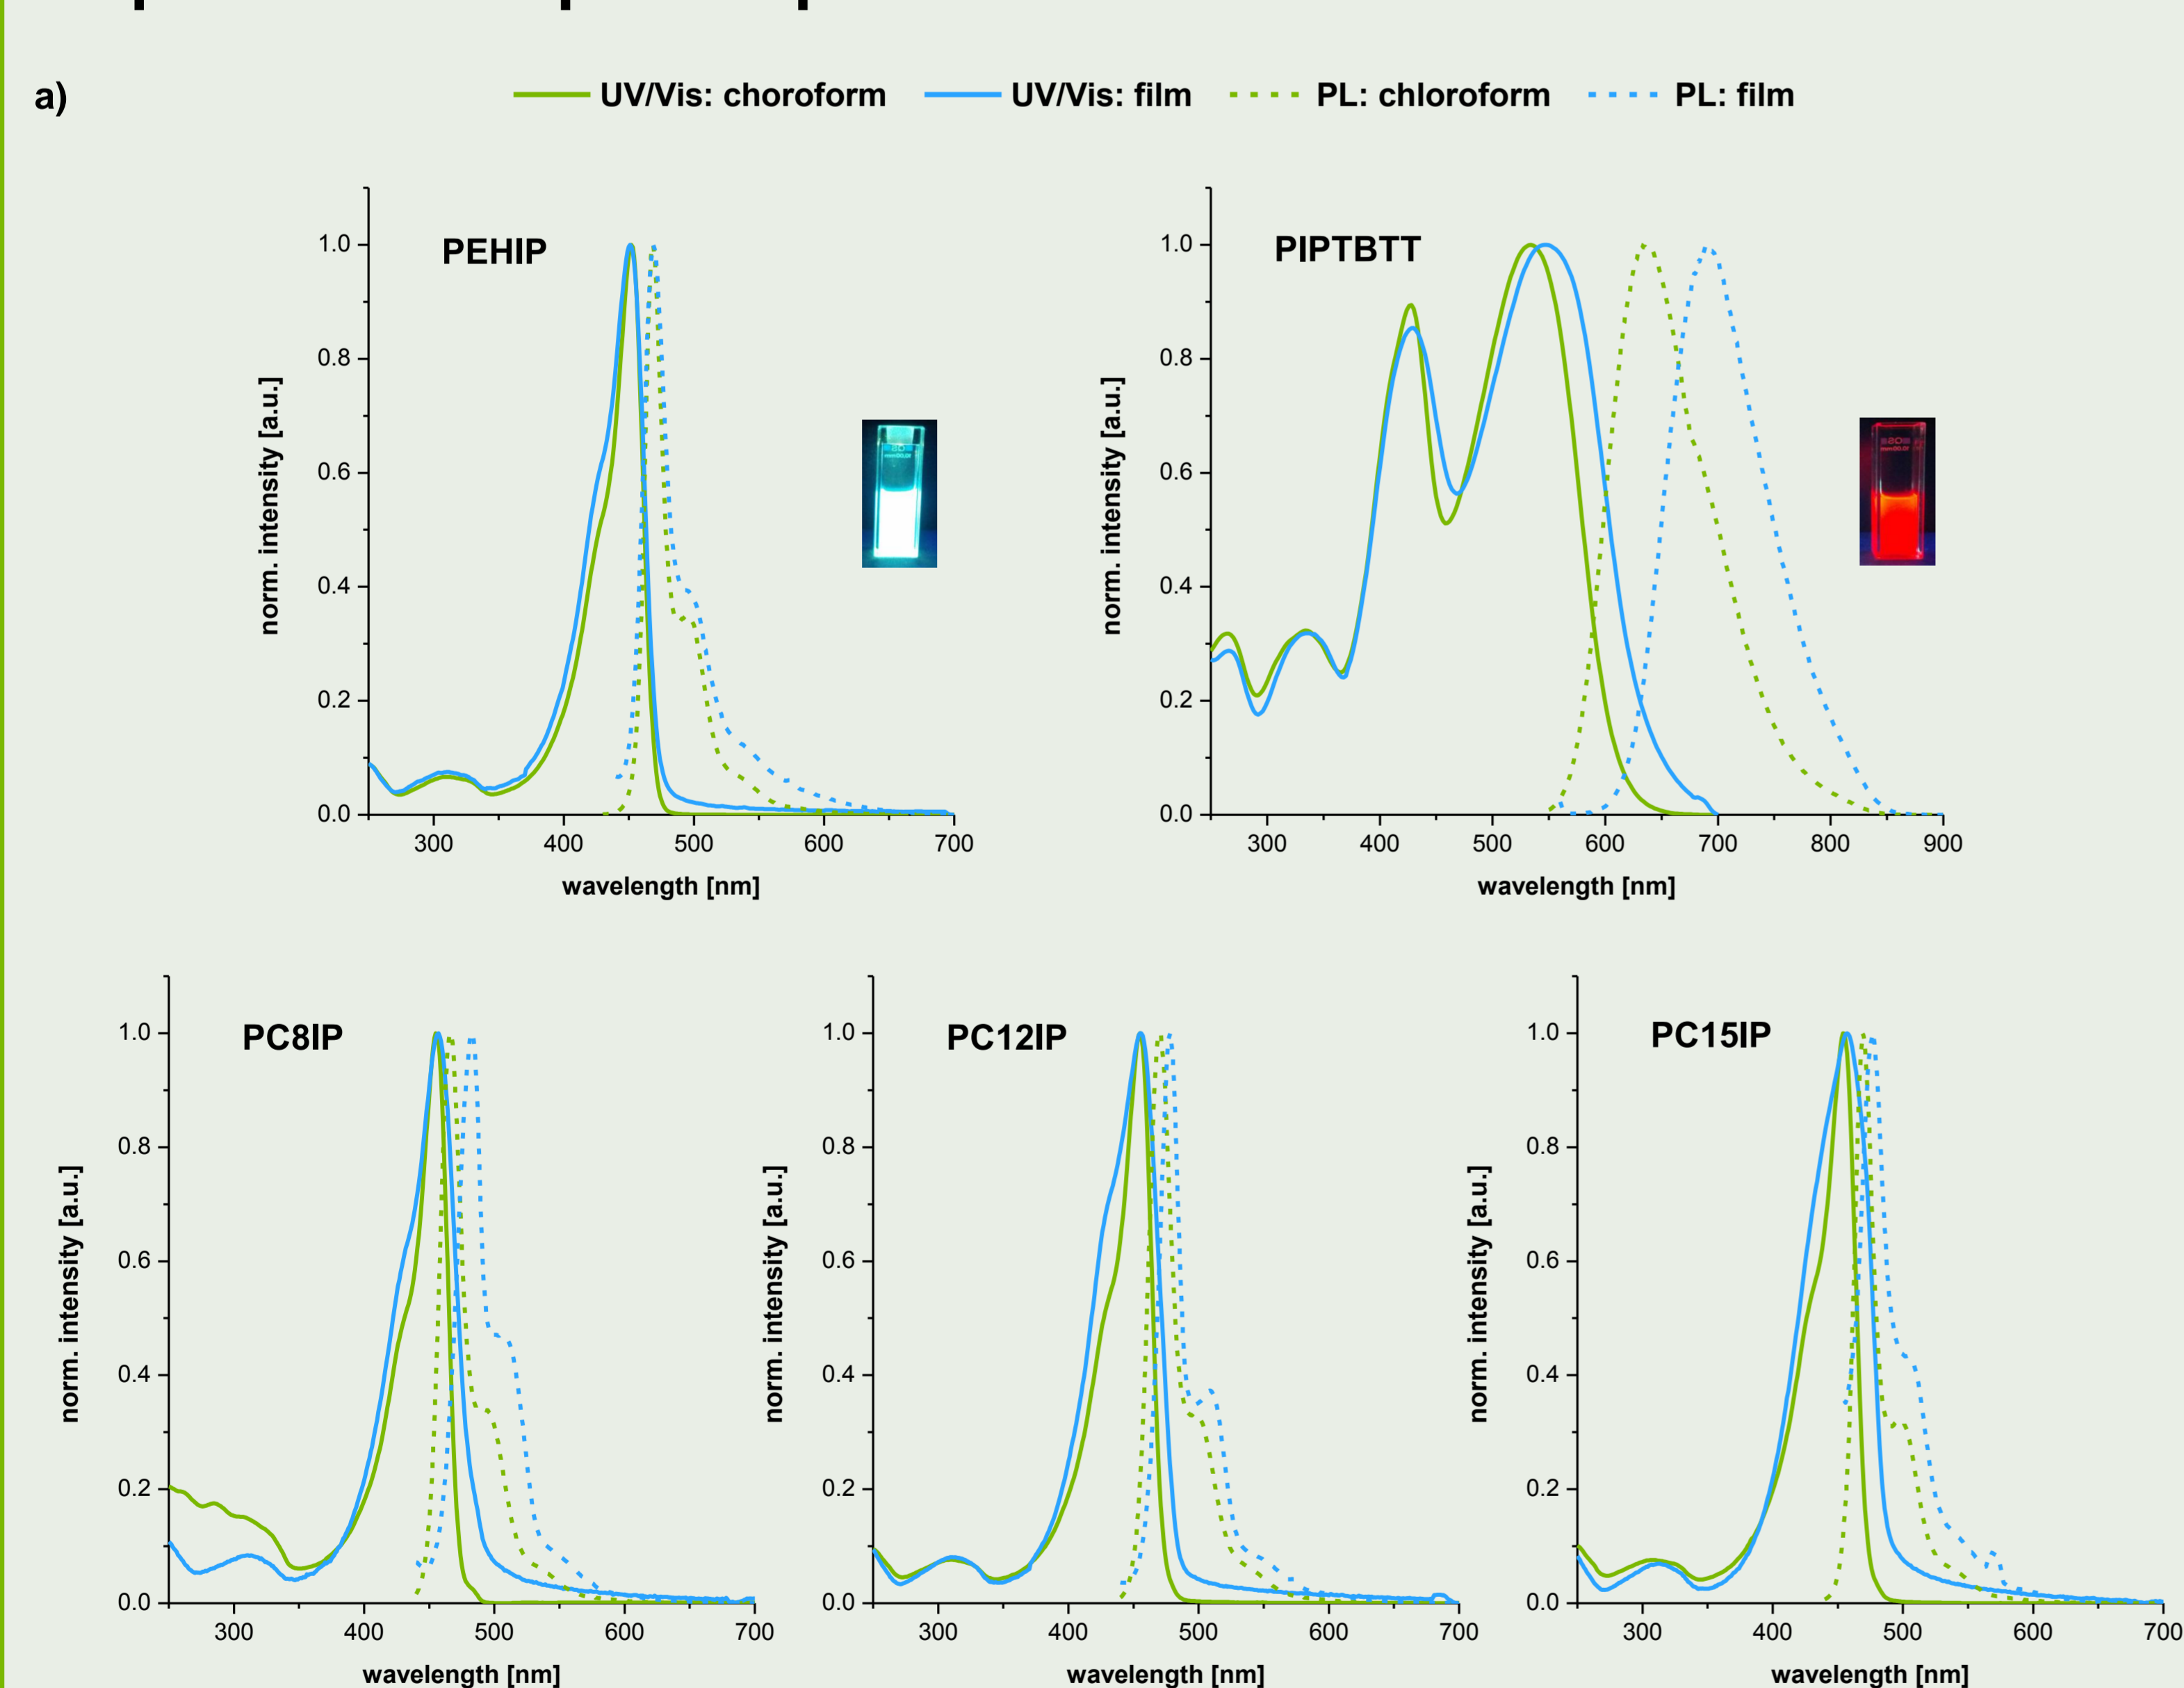 a)
UV/Vis: choroform UV/Vis: film PL: chloroform PL: film
PEHIP
norm. intensity [a.u.]
1.0
0.8
0.6
0.4
0.2
0.0
300 400 500 600 700
wavelength [nm]
PIPTBTT
norm. intensity [a.u.]
1.0
0.8
0.6
0.4
0.2
0.0
300 400 500 600 700 800 900
wavelength [nm]
PC8IP
norm. intensity [a.u.]
1.0
0.8
0.6
0.4
0.2
0.0
300 400 500 600 700
wavelength [nm]
PC12IP
norm. intensity [a.u.]
1.0
0.8
0.6
0.4
0.2
0.0
300 400 500 600 700
wavelength [nm]
PC15IP
norm. intensity [a.u.]
1.0
0.8
0.6
0.4
0.2
0.0
300 400 500 600 700
wavelength [nm]